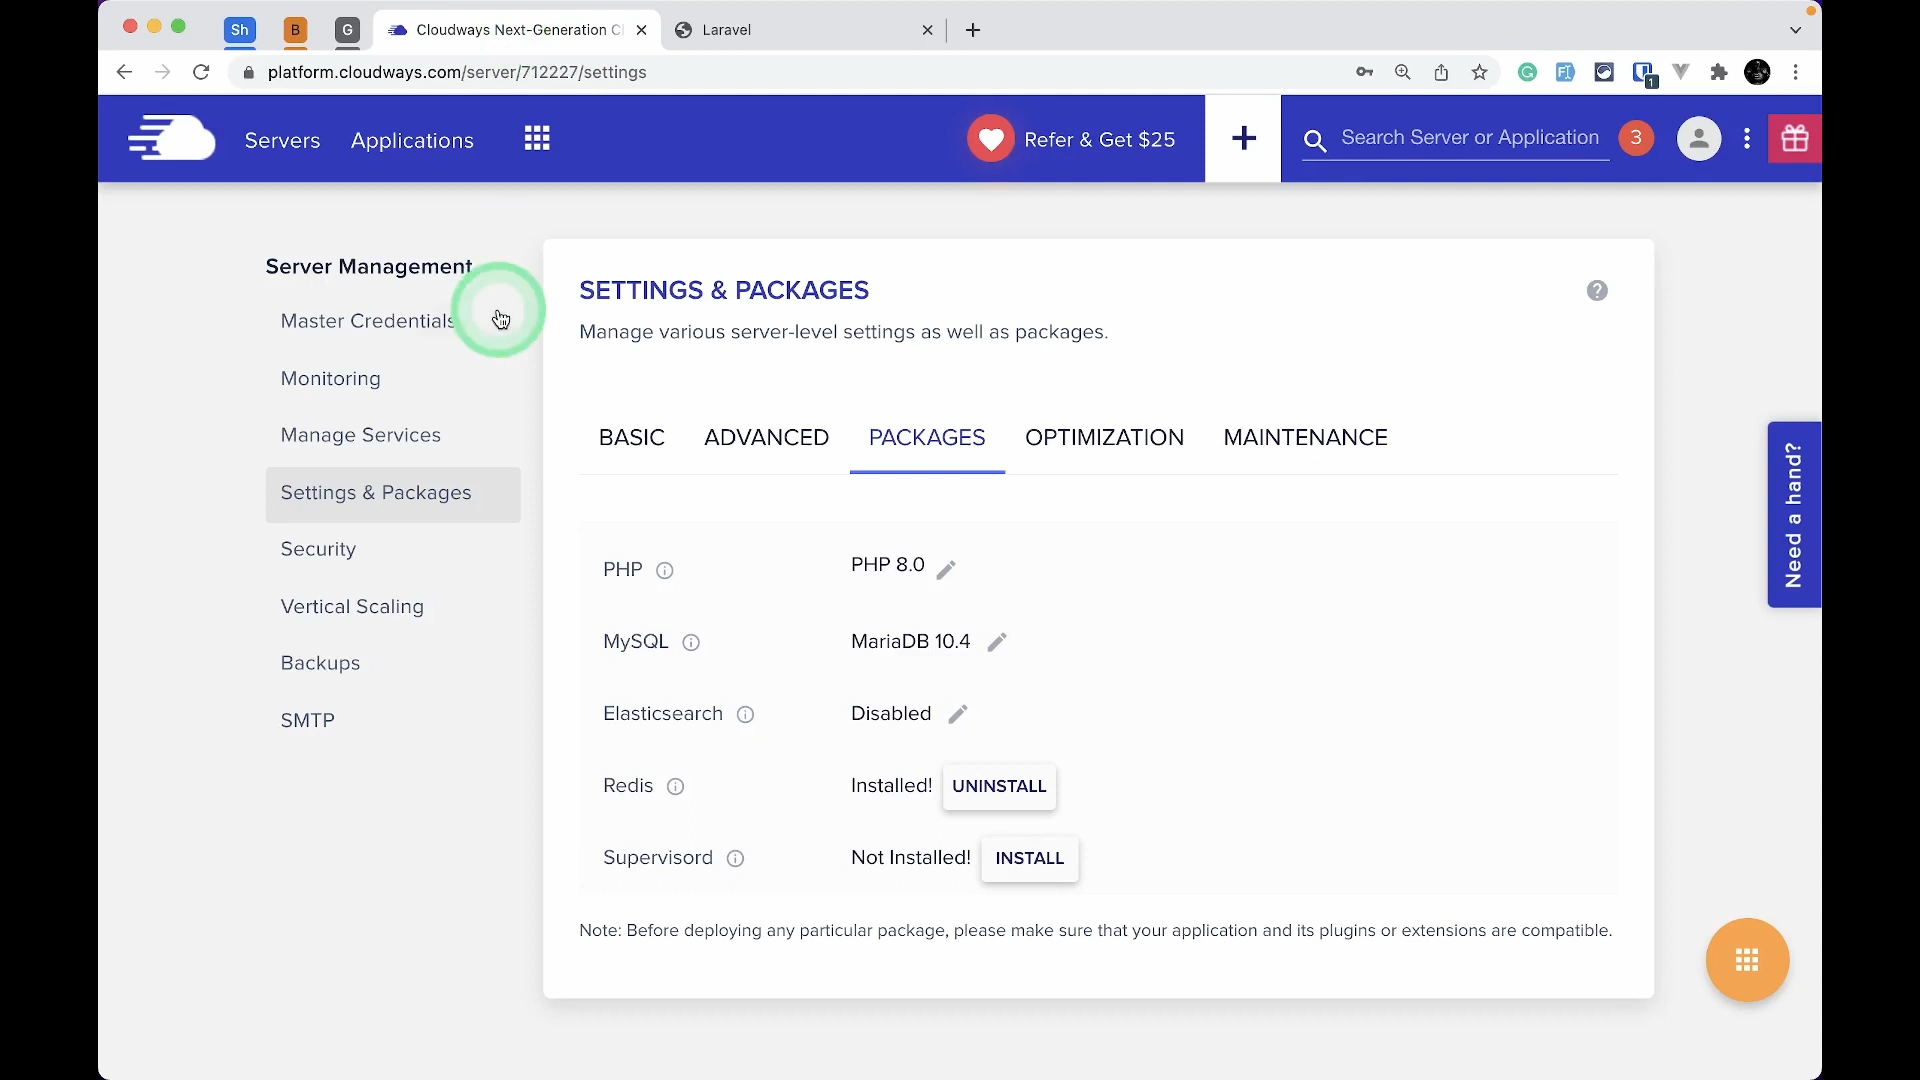 Sh
B
G
Cloudways Next-Generation Cl
Laravel
platform.cloudways.com/server/712227/settings
1
Servers
Applications
Refer & Get $25
Search Server or Application
3
Server Management
Master Credentials
Monitoring
Manage Services
Settings & Packages
Security
Vertical Scaling
Backups
SMTP
SETTINGS & PACKAGES
Manage various server-level settings as well as packages.
BASIC
ADVANCED
PACKAGES
OPTIMIZATION
MAINTENANCE
PHP
PHP 8.0
MySQL
MariaDB 10.4
Elasticsearch
Disabled
Redis
Installed!
UNINSTALL
Supervisord
Not Installed!
INSTALL
Note: Before deploying any particular package, please make sure that your application and its plugins or extensions are compatible.
Need a hand?